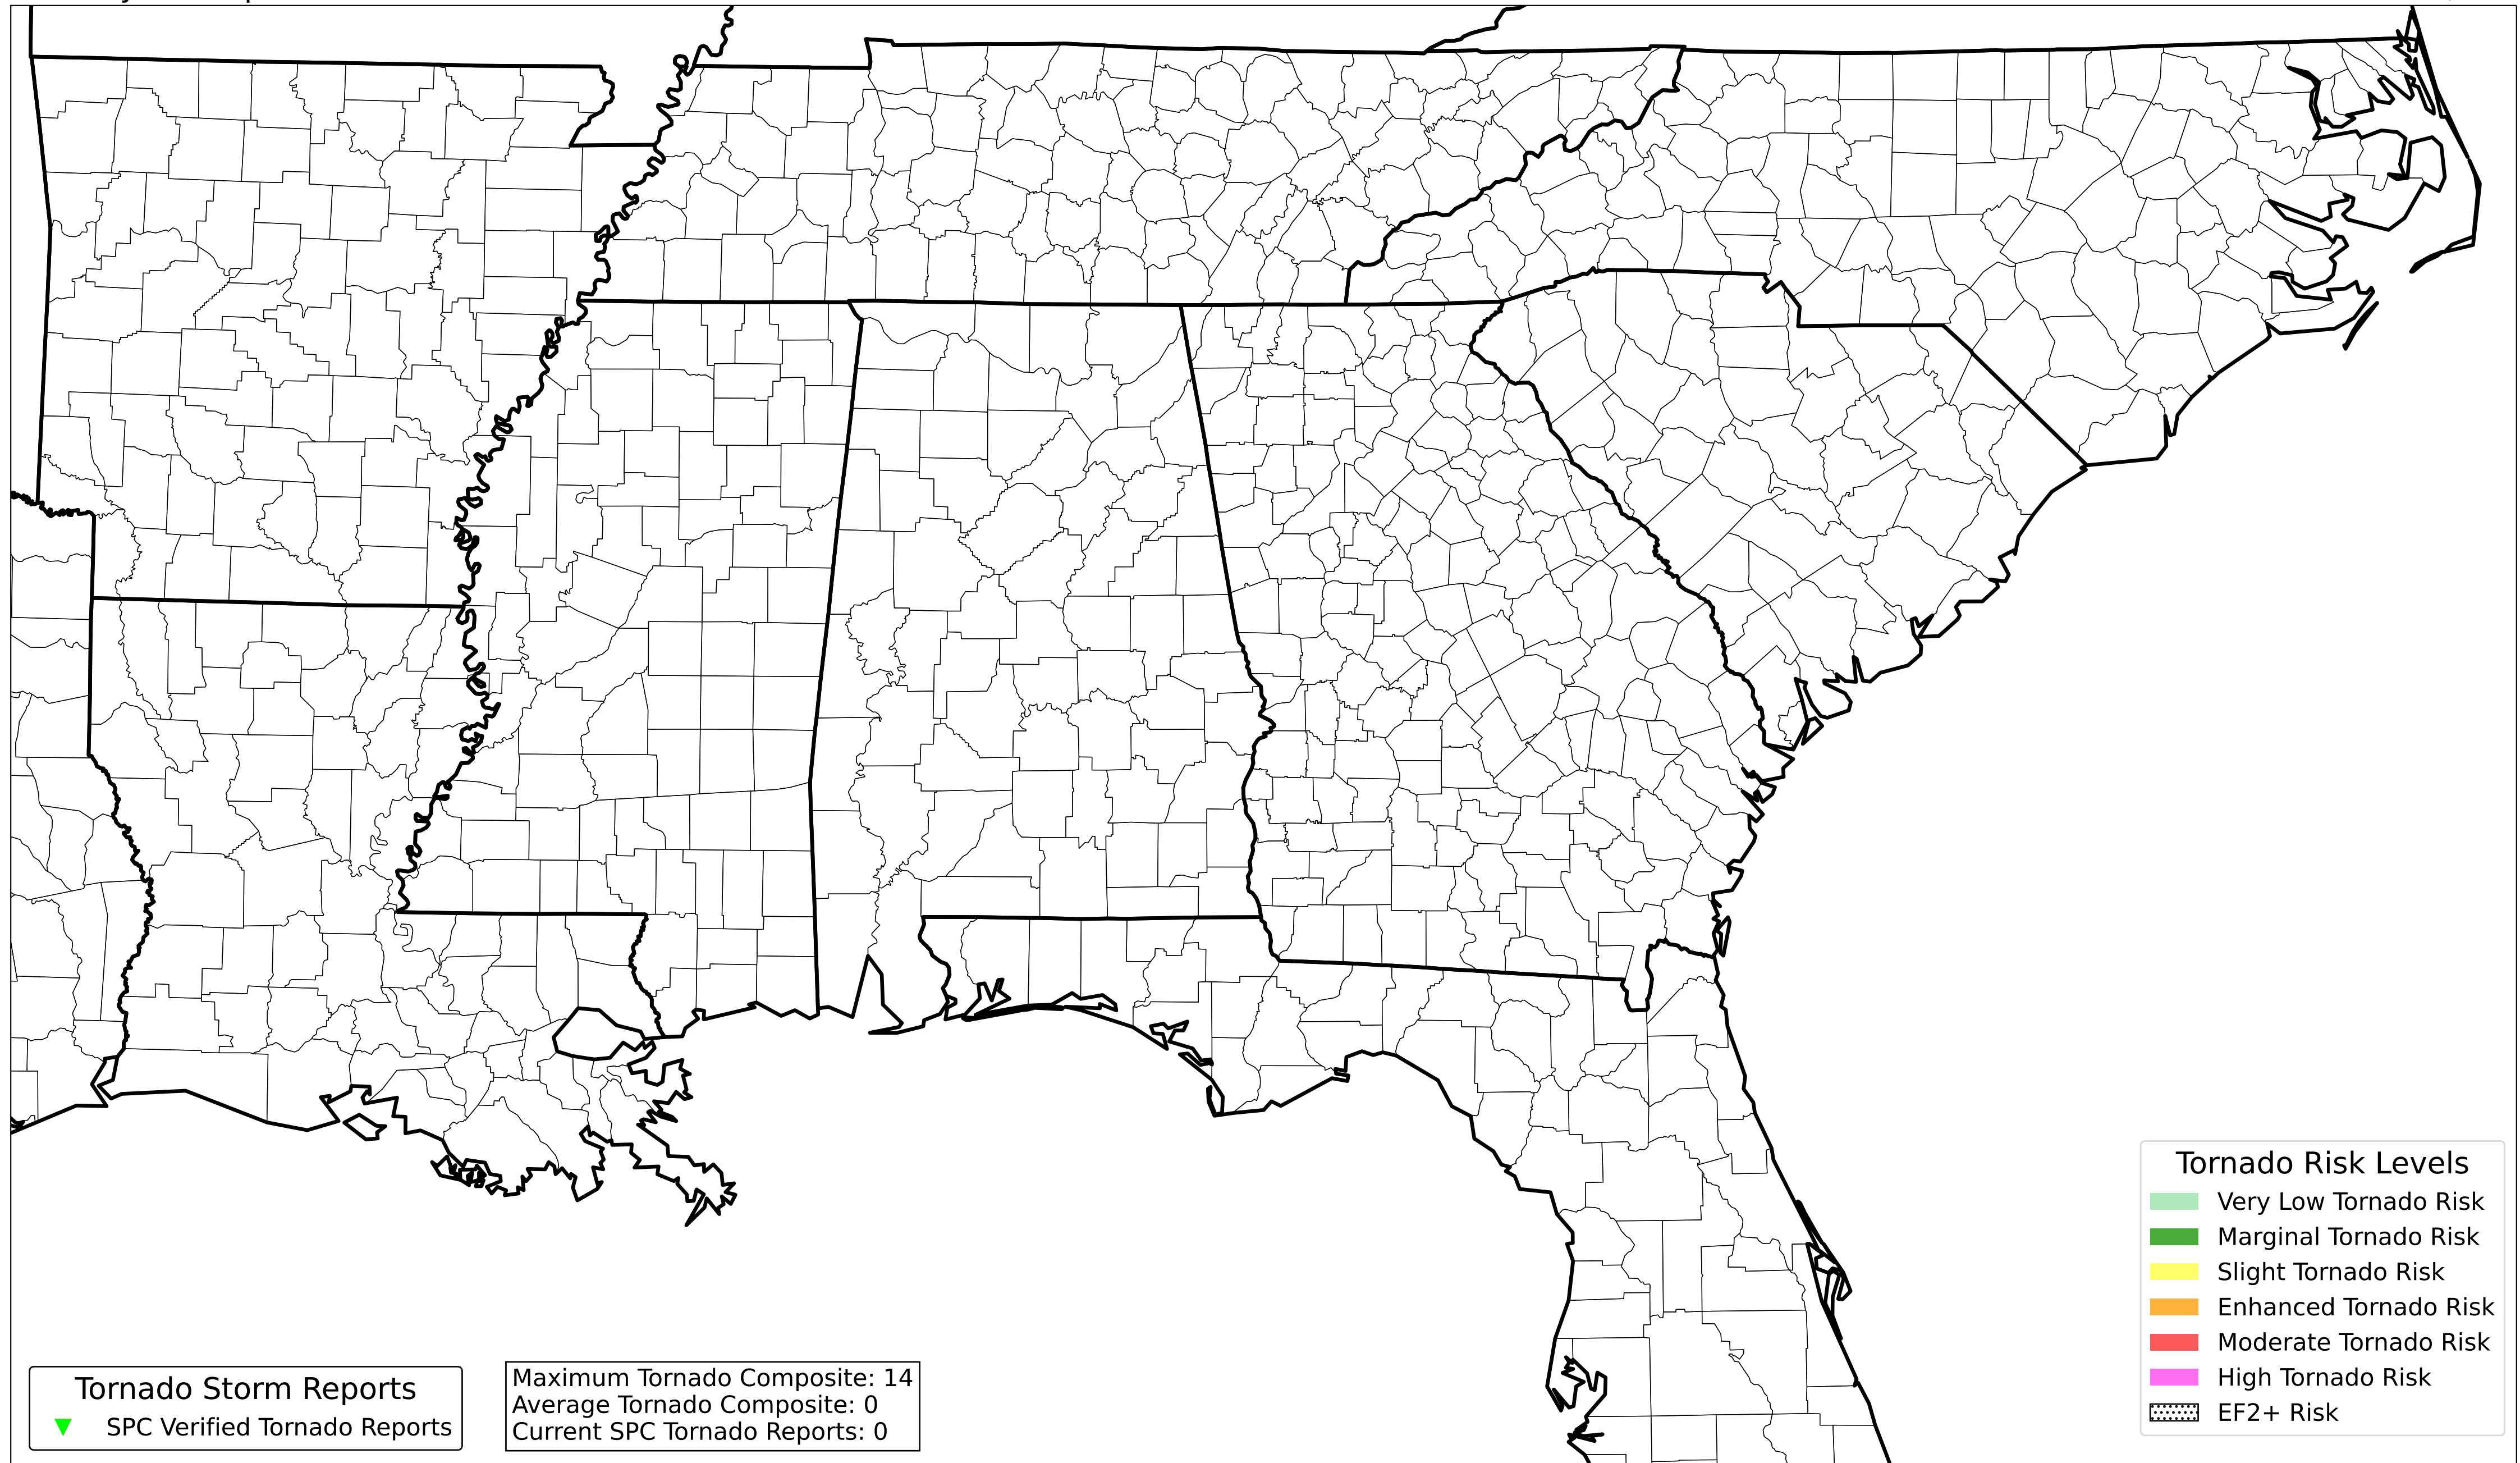 Tornado Risk Levels
Very Low Tornado Risk
Marginal Tornado Risk
Slight Tornado Risk
Enhanced Tornado Risk
Moderate Tornado Risk
High Tornado Risk
EF2+ Risk
Tornado Storm Reports
SPC Verified Tornado Reports
Maximum Tornado Composite: 14
Average Tornado Composite: 0
Current SPC Tornado Reports: 0